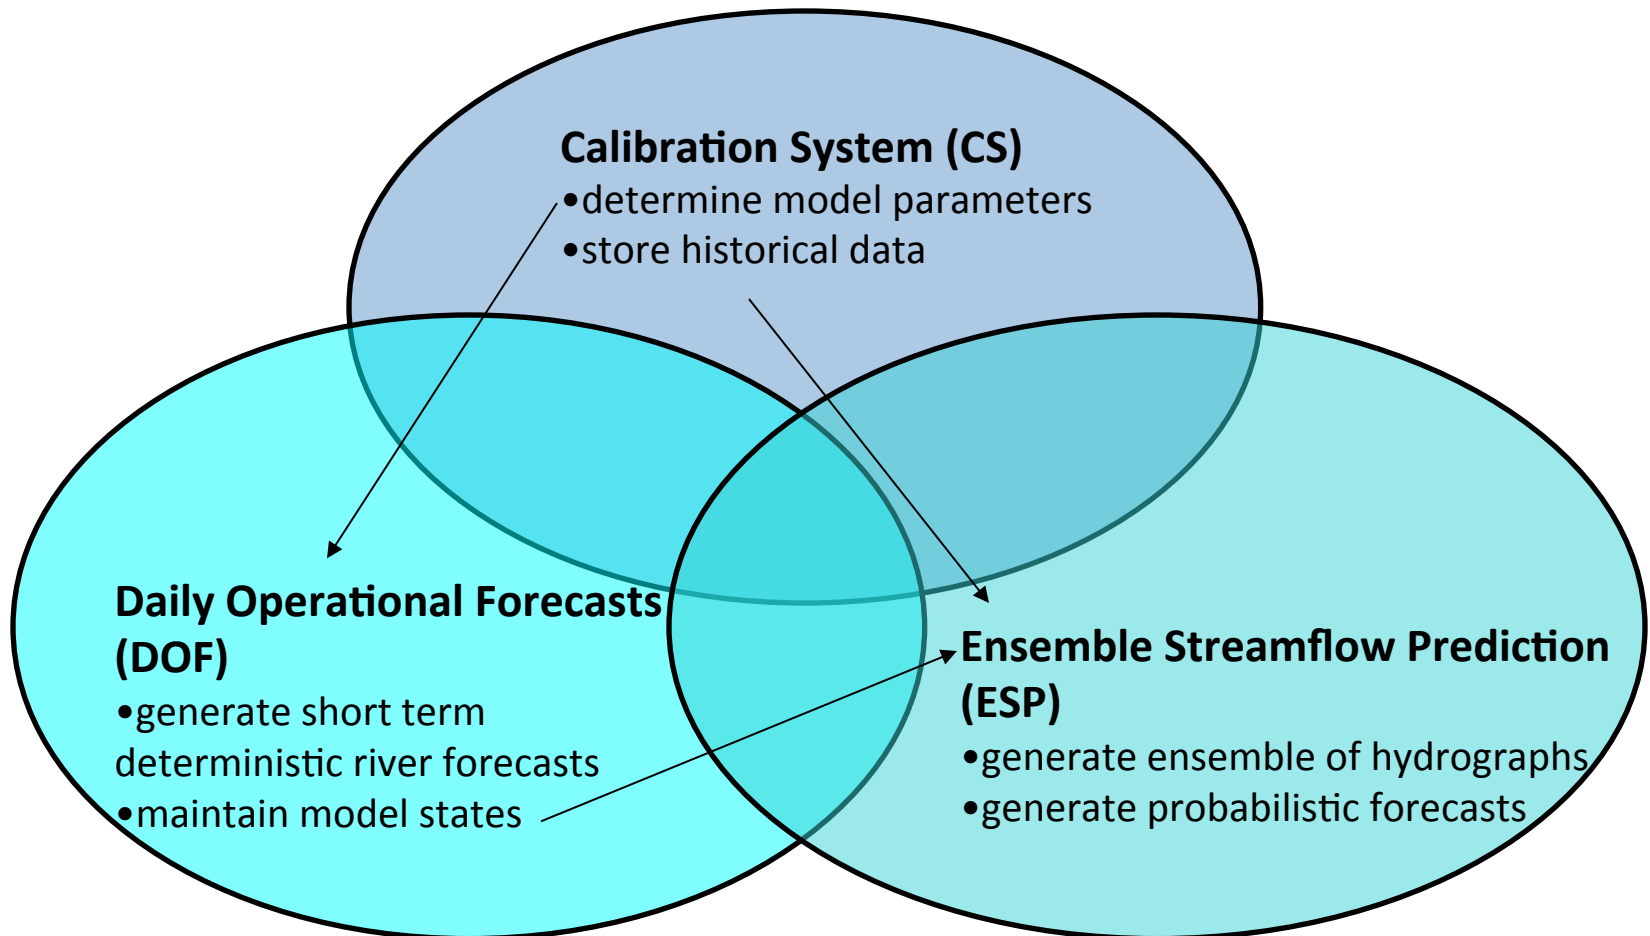 Calibration System (CS)
•determine model parameters
•store historical data
Daily Operational Forecasts
(DOF)
•generate short term
deterministic river forecasts
•maintain model states
Ensemble Streamflow Prediction
(ESP)
•generate ensemble of hydrographs
•generate probabilistic forecasts